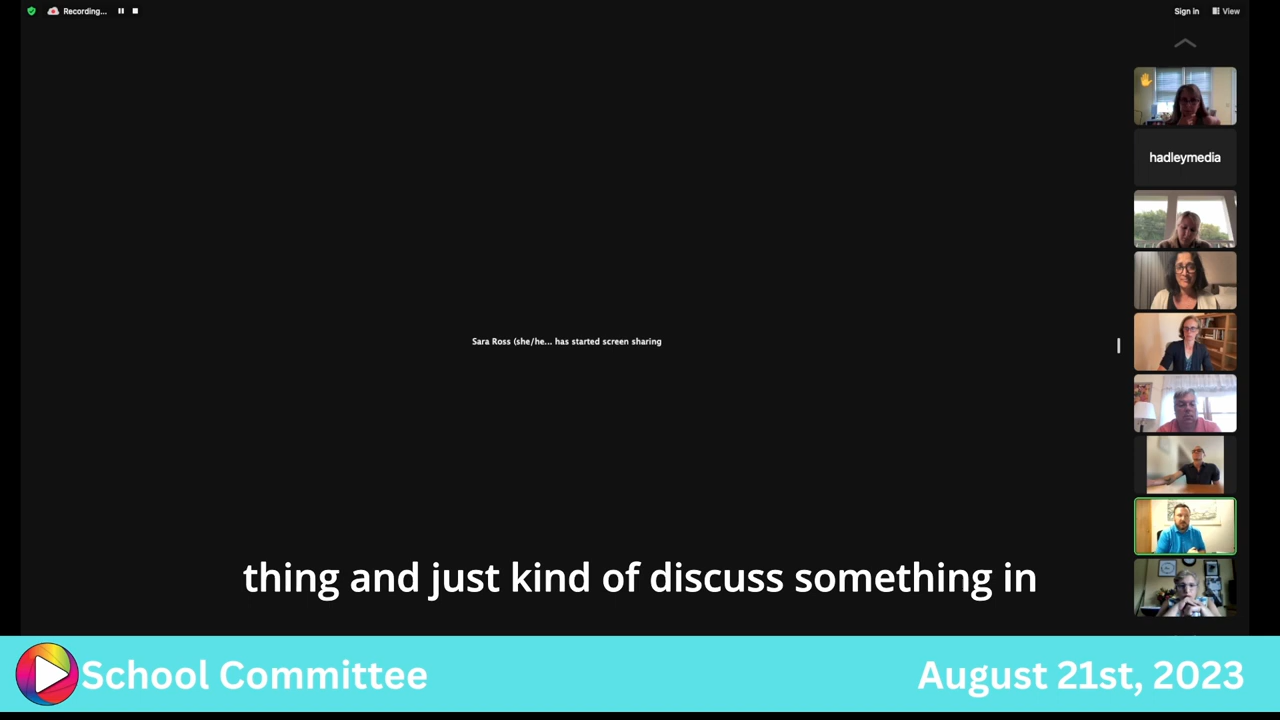 Recording...
Sign in
View
hadleymedia
Sara Ross (she/he... has started screen sharing
thing and just kind of discuss something in
School Committee
August 21st, 2023